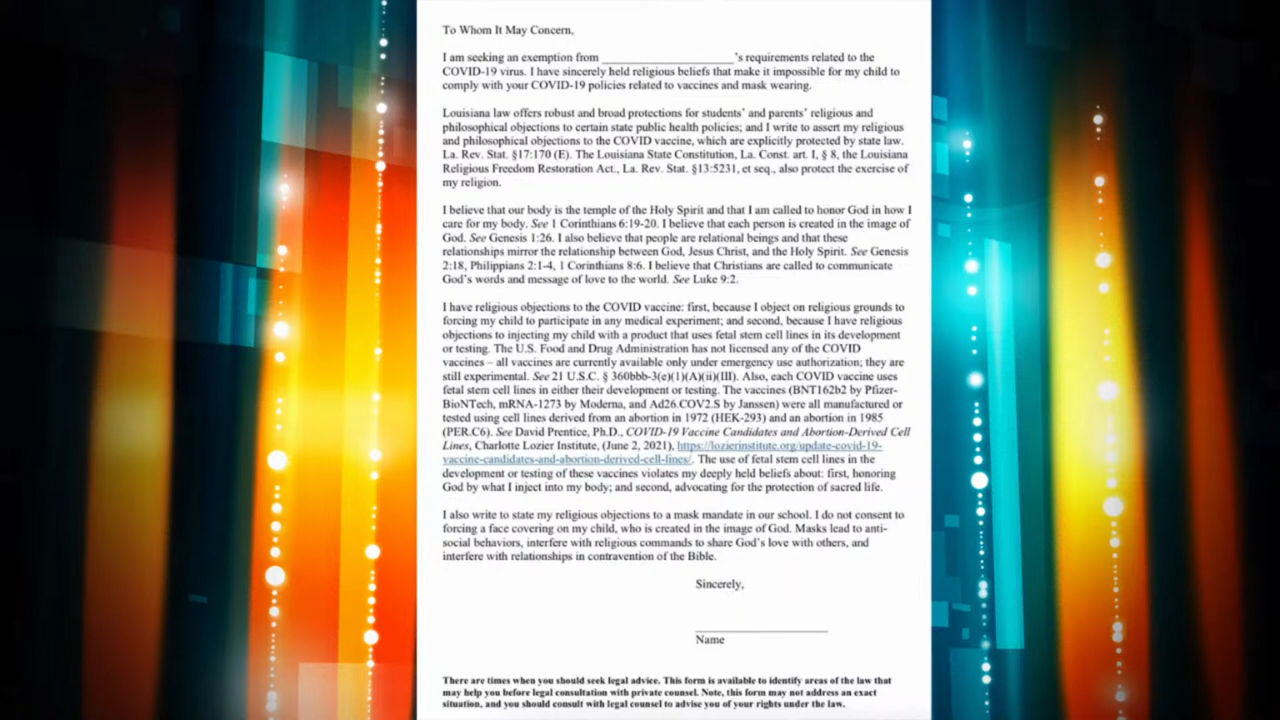 To Whom It May Concern,
I am seeking an exemption from ______________________'s requirements related to the
COVID-19 virus. I have sincerely held religious beliefs that make it impossible for my child to
comply with your COVID-19 policies related to vaccines and mask wearing.
Louisiana law offers robust and broad protections for students' and parents' religious and
philosophical objections to certain state public health policies; and I write to assert my religious
and philosophical objections to the COVID vaccine, which are explicitly protected by state law.
La. Rev. Stat. §17:170 (E). The Louisiana State Constitution, La. Const. art. I, § 8, the Louisiana
Religious Freedom Restoration Act., La. Rev. Stat. §13:5231, et seq., also protect the exercise of
my religion.
I believe that our body is the temple of the Holy Spirit and that I am called to honor God in how I
care for my body. See 1 Corinthians 6:19-20. I believe that each person is created in the image of
God. See Genesis 1:26. I also believe that people are relational beings and that these
relationships mirror the relationship between God, Jesus Christ, and the Holy Spirit. See Genesis
2:18, Philippians 2:1-4, 1 Corinthians 8:6. I believe that Christians are called to communicate
God's words and message of love to the world. See Luke 9:2.
I have religious objections to the COVID vaccine: first, because I object on religious grounds to
forcing my child to participate in any medical experiment; and second, because I have religious
objections to injecting my child with a product that uses fetal stem cell lines in its development
or testing. The U.S. Food and Drug Administration has not licensed any of the COVID
vaccines – all vaccines are currently available only under emergency use authorization; they are
still experimental. See 21 U.S.C. § 360bbb-3(e)(1)(A)(ii)(III). Also, each COVID vaccine uses
fetal stem cell lines in either their development or testing. The vaccines (BNT162b2 by Pfizer-
BioNTech, mRNA-1273 by Moderna, and Ad26.COV2.S by Janssen) were all manufactured or
tested using cell lines derived from an abortion in 1972 (HEK-293) and an abortion in 1985
(PER.C6). See David Prentice, Ph.D., COVID-19 Vaccine Candidates and Abortion-Derived Cell
Lines, Charlotte Lozier Institute, (June 2, 2021), https://lozierinstitute.org/update-covid-19-
vaccine-candidates-and-abortion-derived-cell-lines/. The use of fetal stem cell lines in the
development or testing of these vaccines violates my deeply held beliefs about: first, honoring
God by what I inject into my body; and second, advocating for the protection of sacred life.
I also write to state my religious objections to a mask mandate in our school. I do not consent to
forcing a face covering on my child, who is created in the image of God. Masks lead to anti-
social behaviors, interfere with religious commands to share God's love with others, and
interfere with relationships in contravention of the Bible.
Sincerely,
______________________
Name
There are times when you should seek legal advice. This form is available to identify areas of the law that
may help you before legal consultation with private counsel. Note, this form may not address an exact
situation, and you should consult with legal counsel to advise you of your rights under the law.